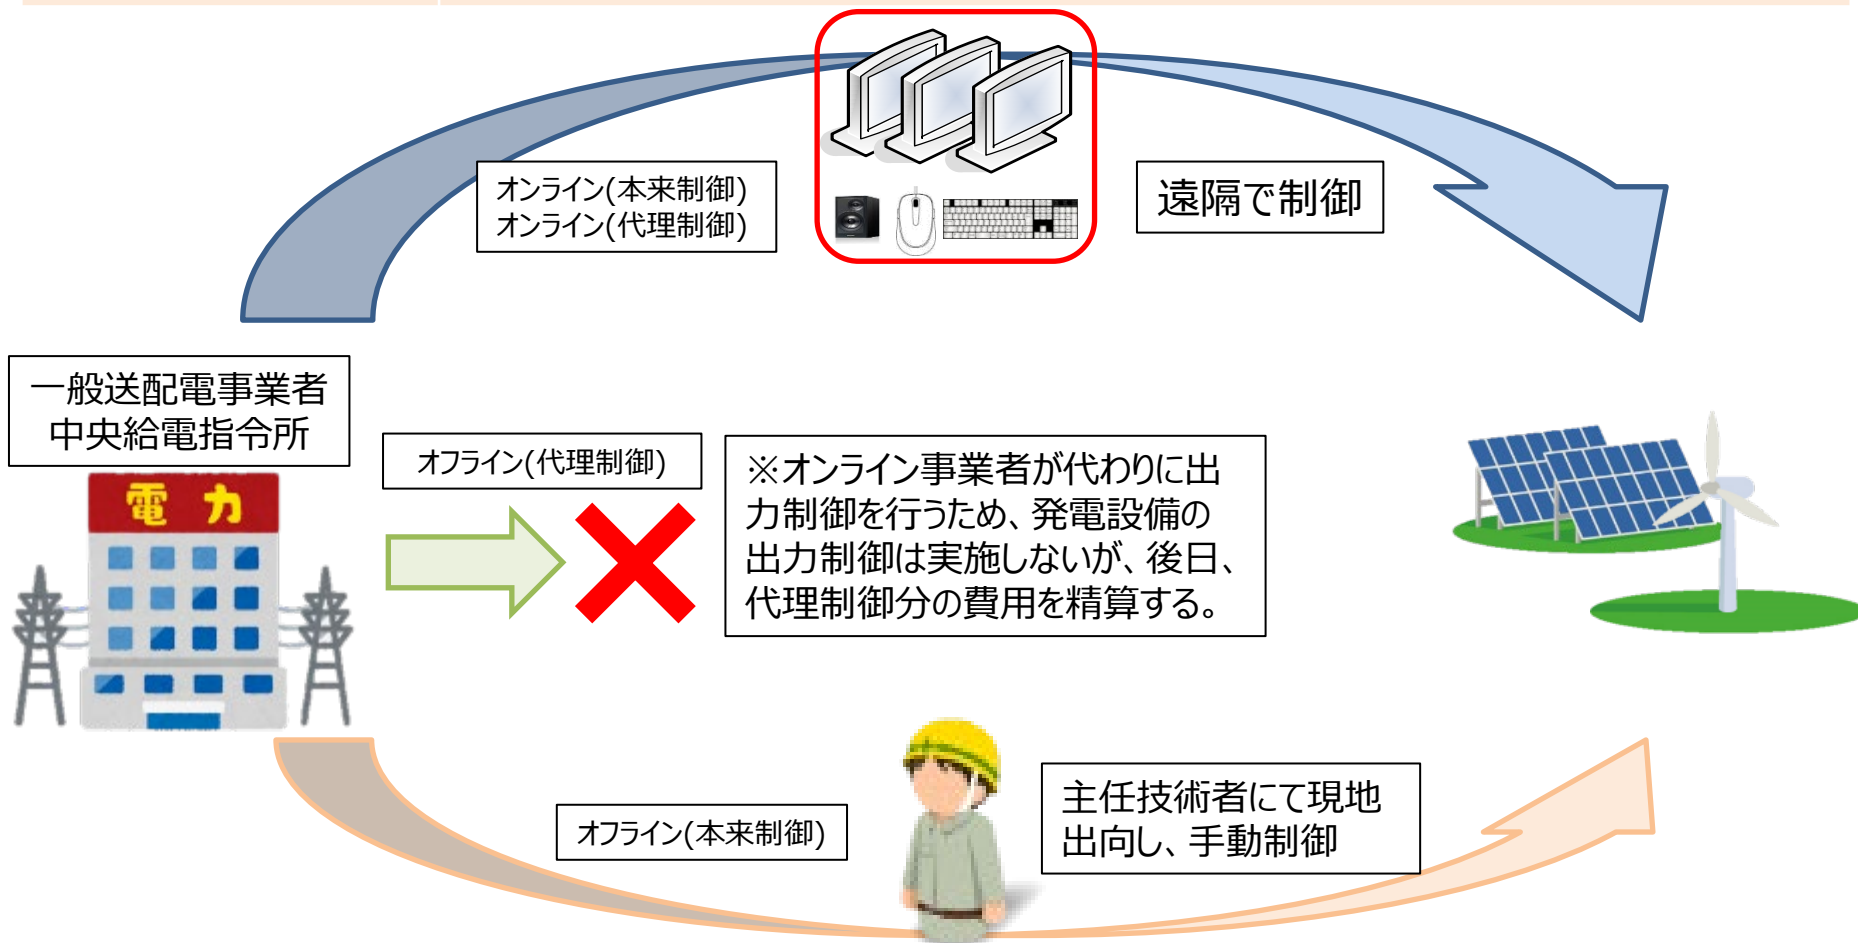 オンライン(本来制御)
オンライン(代理制御)
遠隔で制御
一般送配電事業者
中央給電指令所
電力
オフライン(代理制御)
※オンライン事業者が代わりに出
力制御を行うため、発電設備の
出力制御は実施しないが、後日、
代理制御分の費用を精算する。
オフライン(本来制御)
主任技術者にて現地
出向し、手動制御